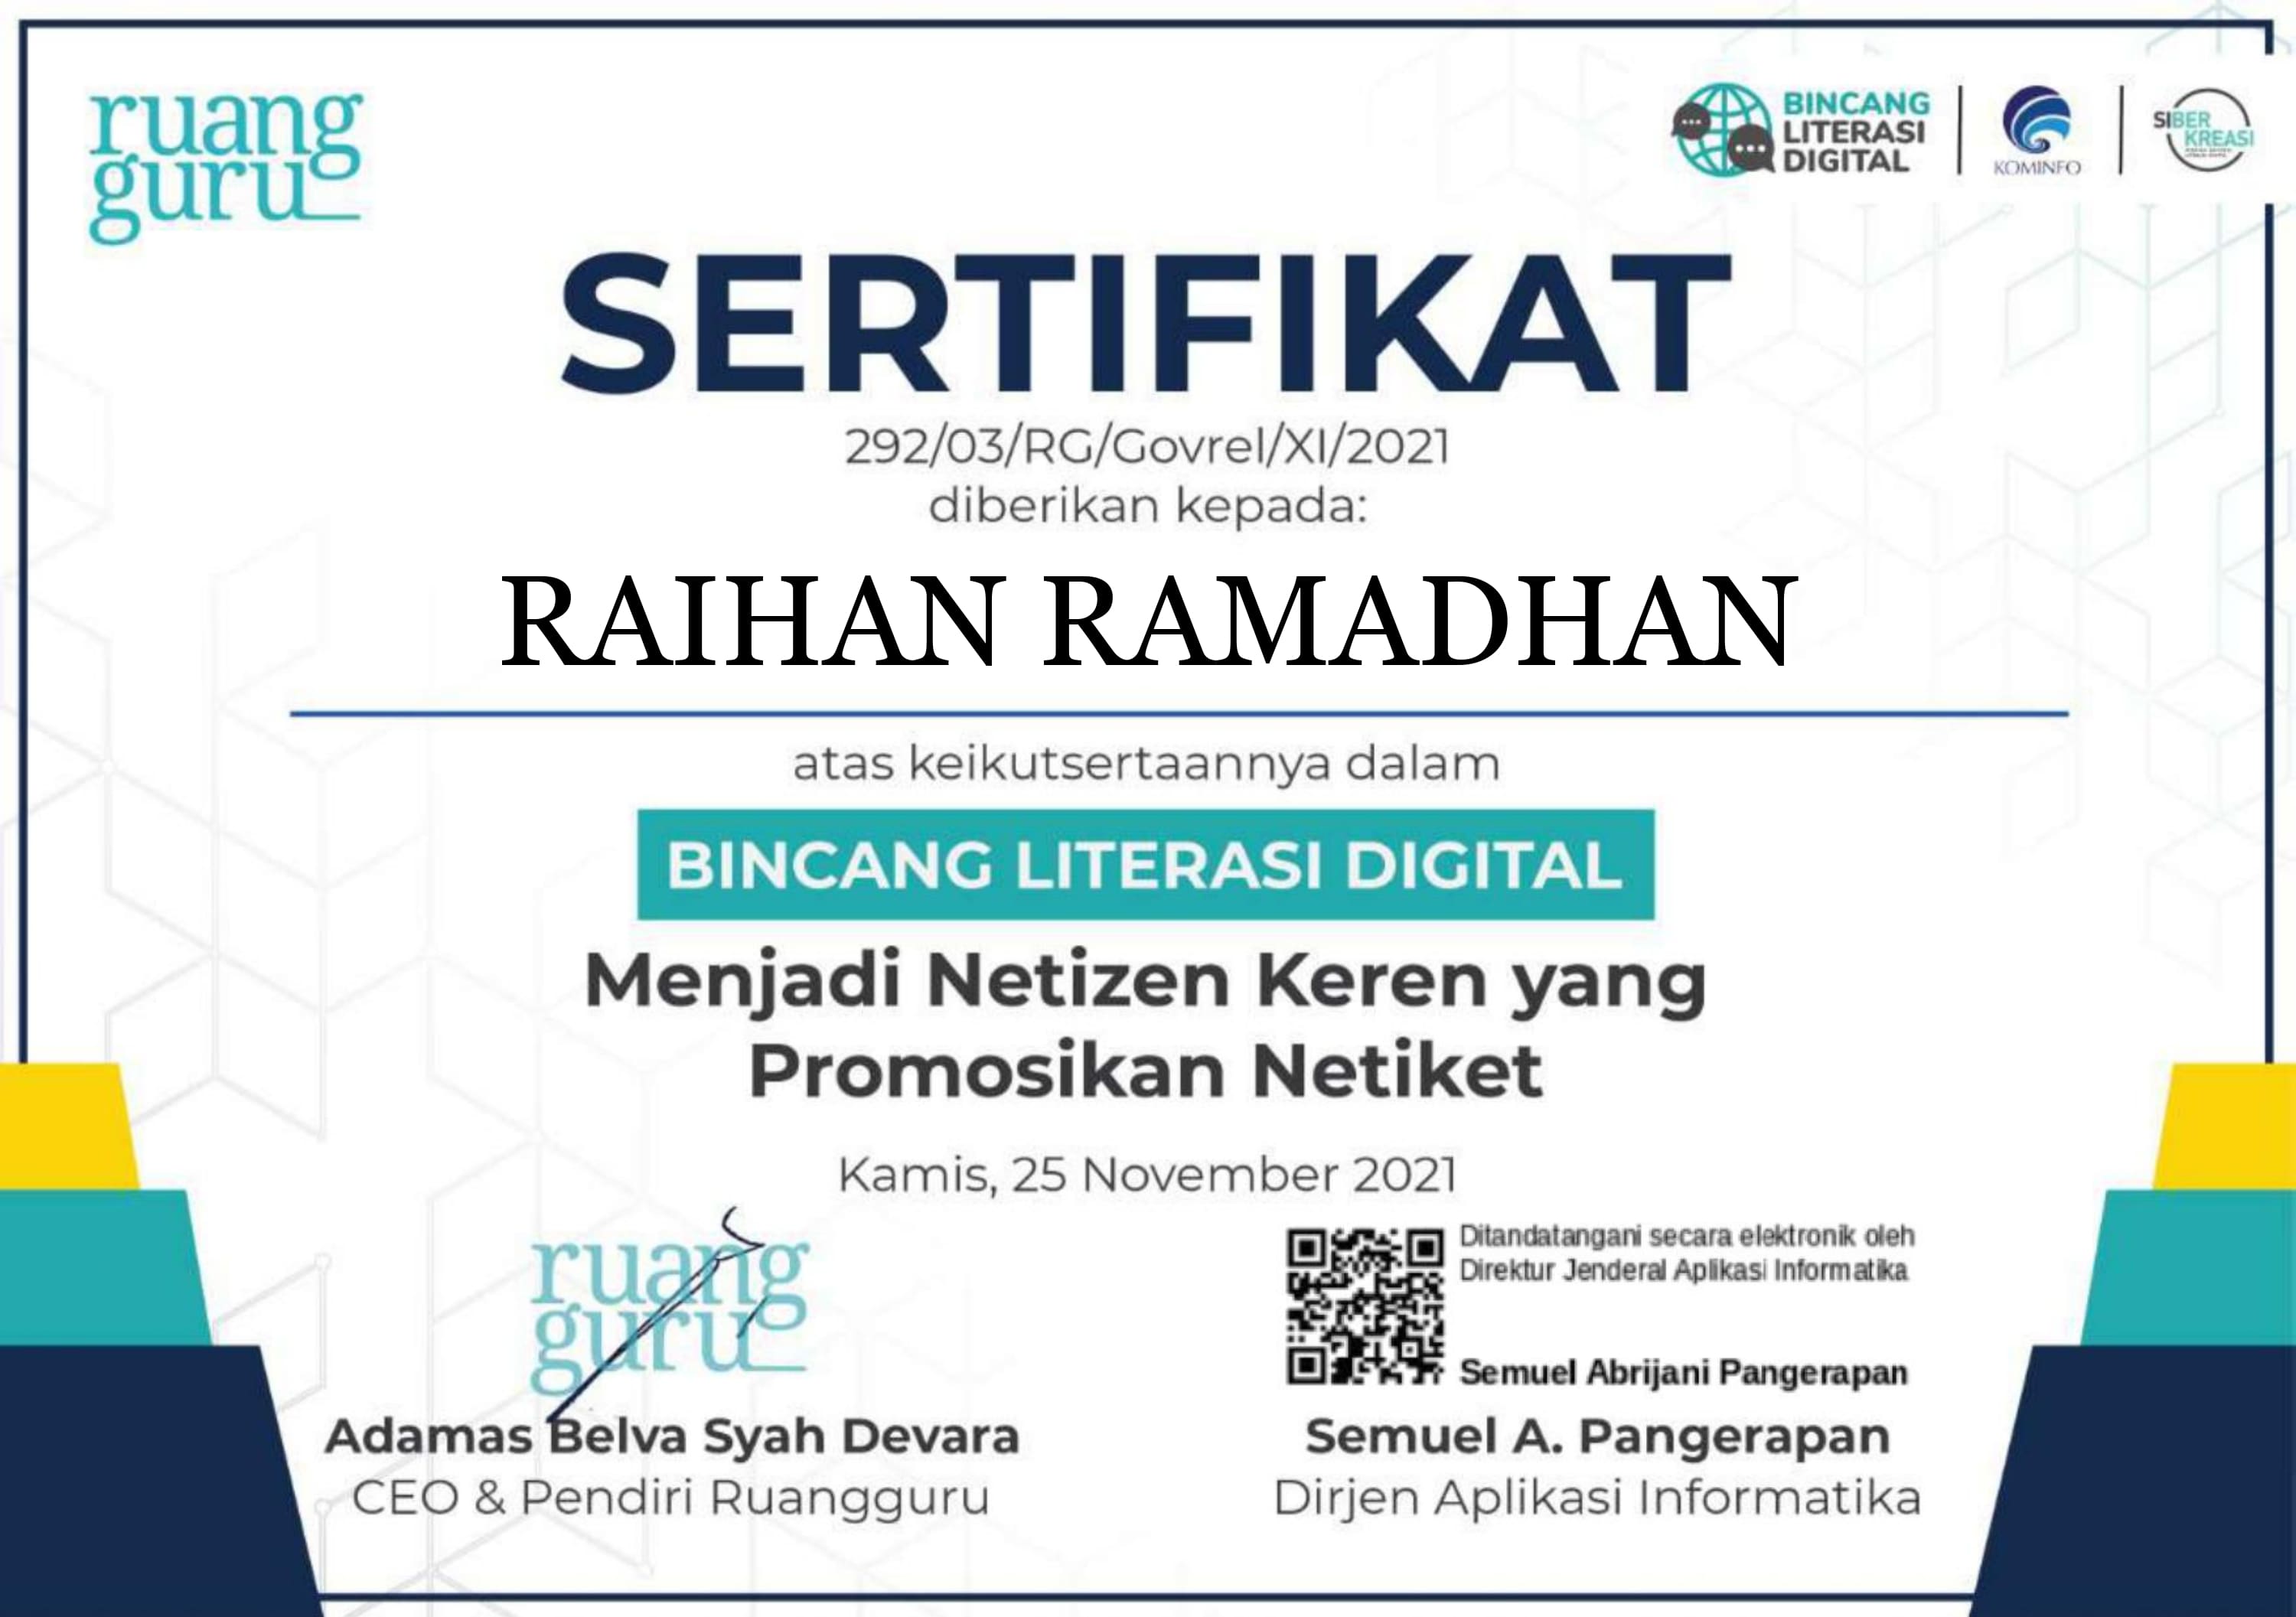 ruang
guru
BINCANG
LITERASI
DIGITAL
KOMINFO
SIBER
KREASI
SERTIFIKAT
292/03/RG/Govrel/XI/2021
diberikan kepada:
RAIHAN RAMADHAN
atas keikutsertaannya dalam
BINCANG LITERASI DIGITAL
Menjadi Netizen Keren yang
Promosikan Netiket
Kamis, 25 November 2021
ruang
guru
Ditandatangani secara elektronik oleh
Direktur Jenderal Aplikasi Informatika
Semuel Abrijani Pangerapan
Adamas Belva Syah Devara
CEO & Pendiri Ruangguru
Semuel A. Pangerapan
Dirjen Aplikasi Informatika